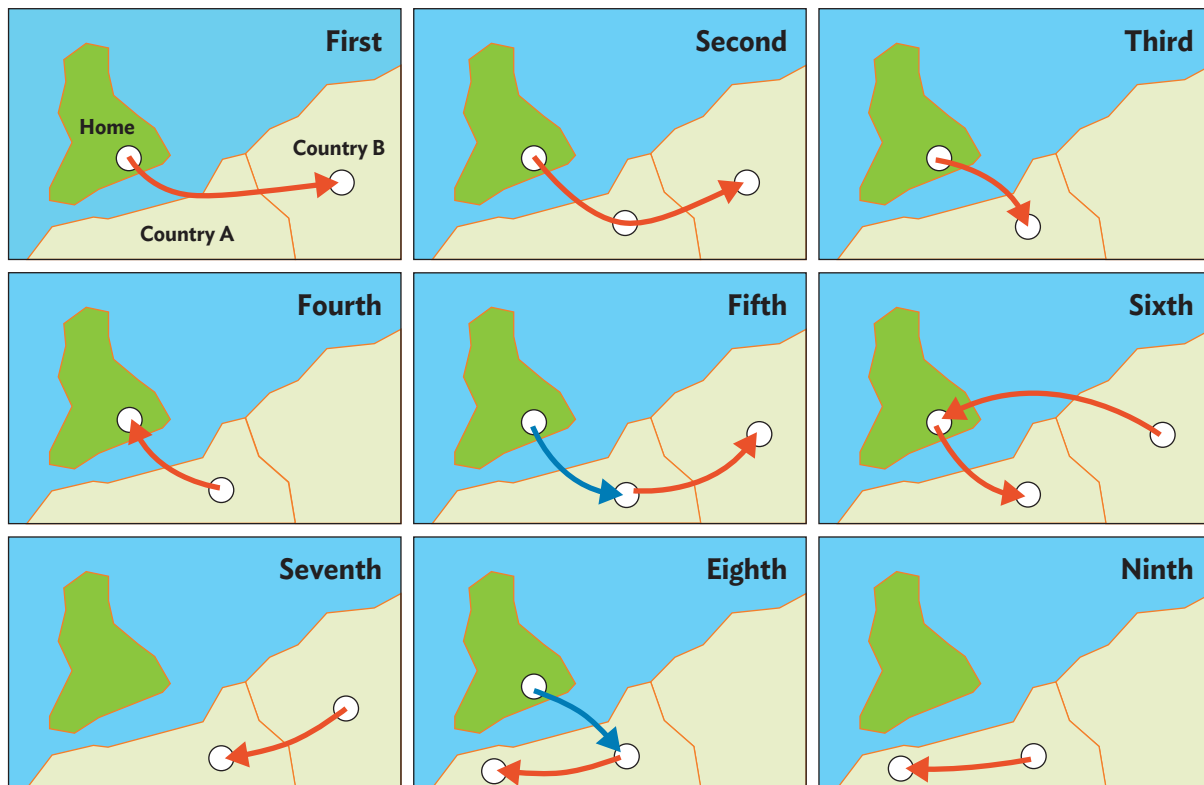 First
Home
Country B
Country A
Second
Third
Fourth
Fifth
Sixth
Seventh
Eighth
Ninth